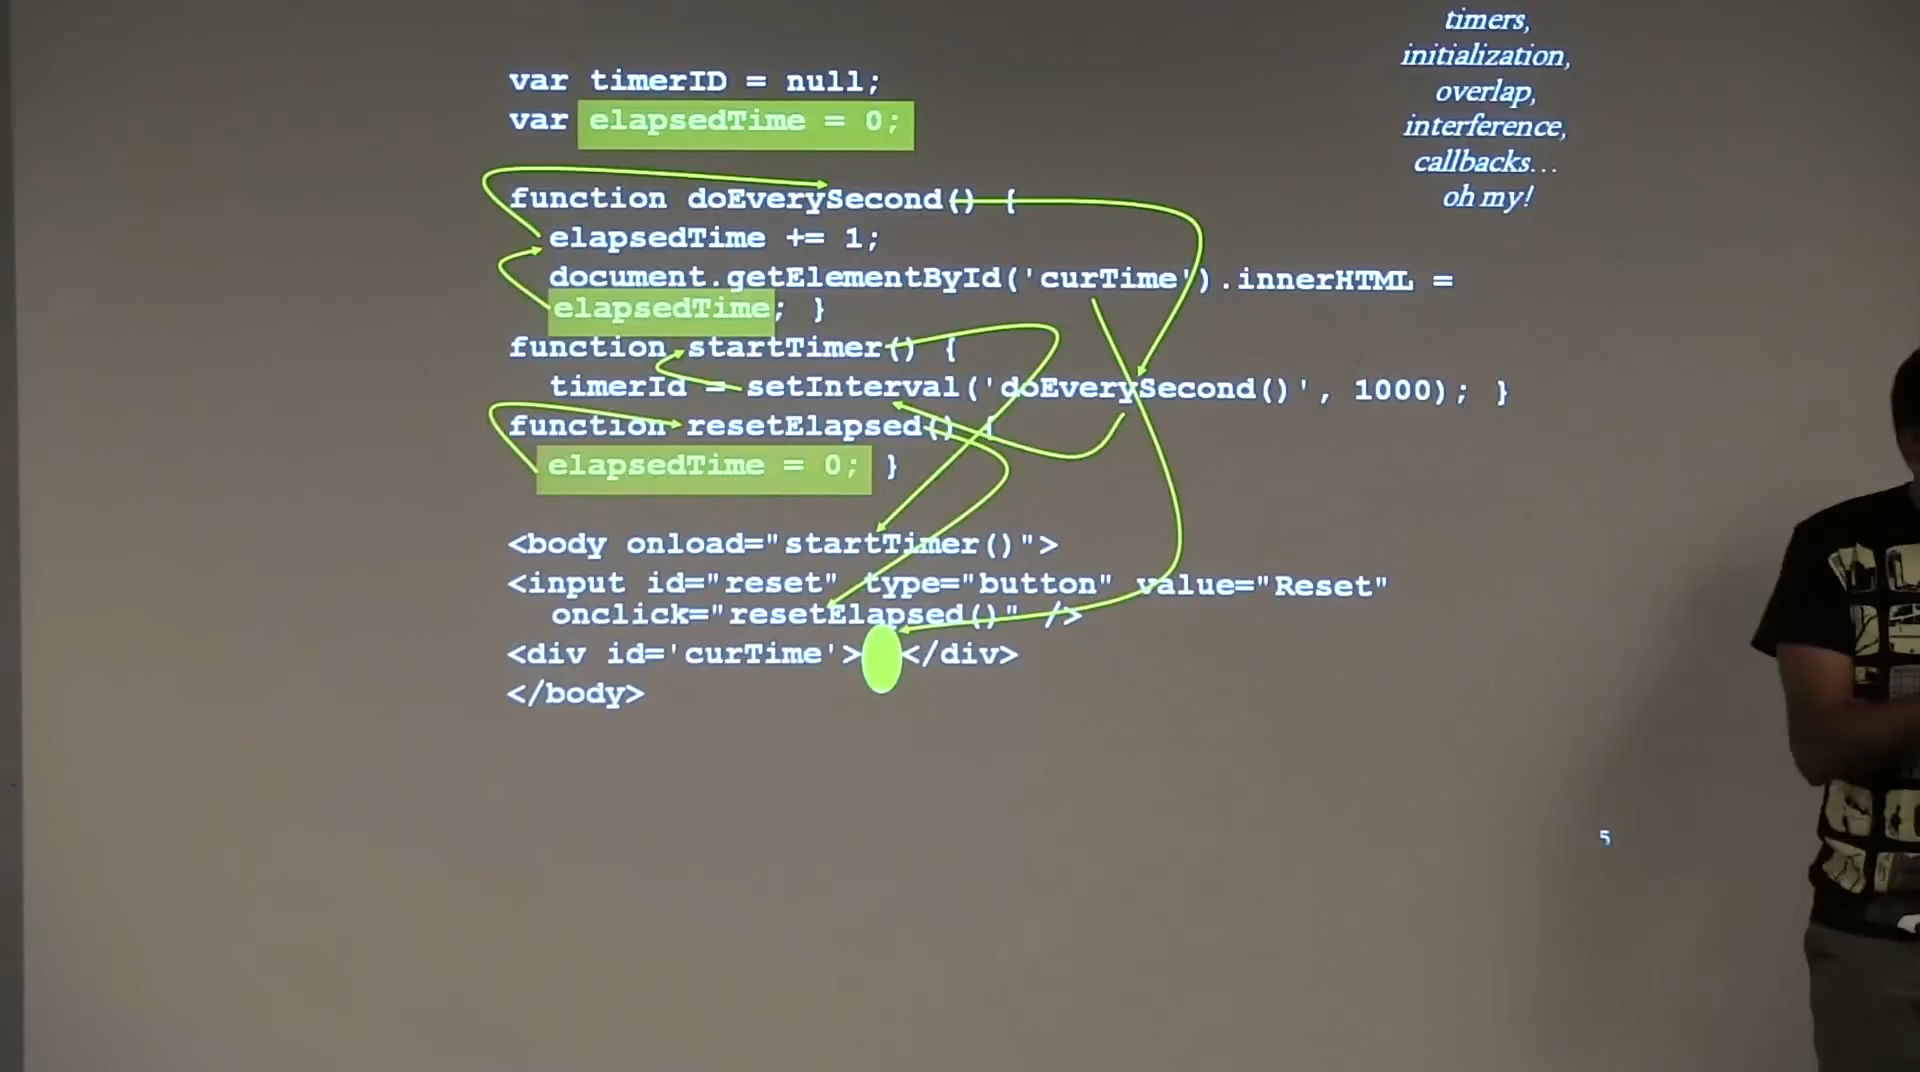 timers,
initialization,
overlap,
interference,
callbacks...
oh my!
var timerID = null;
var elapsedTime = 0;
function doEverySecond() {
elapsedTime += 1;
document.getElementById('curTime').innerHTML =
elapsedTime; }
function startTimer() {
timerId = setInterval('doEverySecond()', 1000); }
function resetElapsed() {
elapsedTime = 0; }
<body onload="startTimer()">
<input id="reset" type="button" value="Reset"
onclick="resetElapsed()" />
<div id='curTime'> </div>
</body>
5